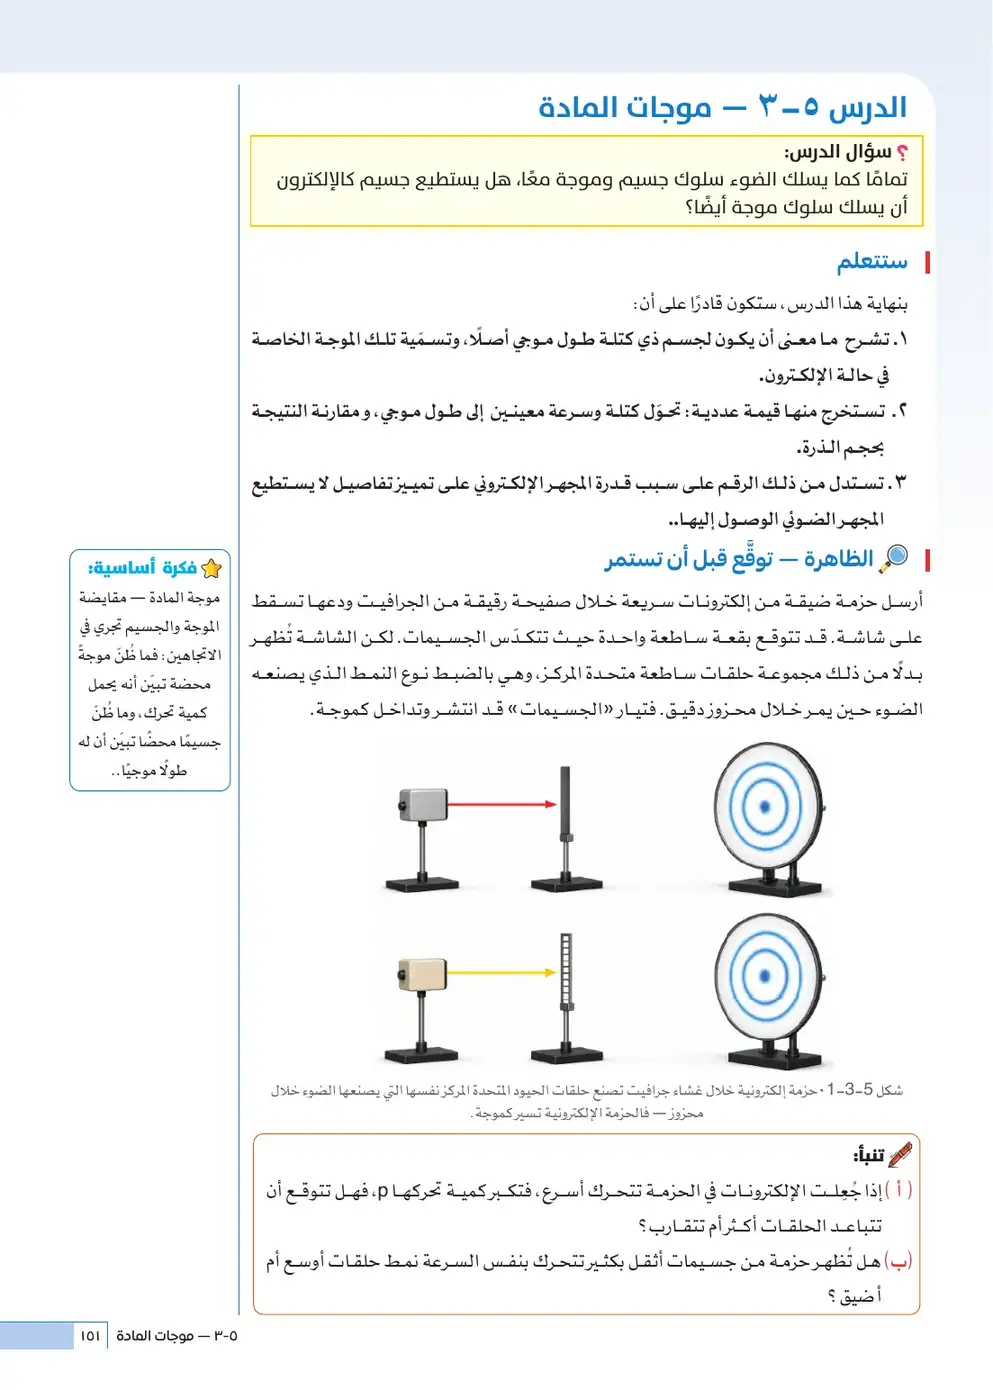 الدرس ٥-٣ — موجات المادة
؟ سؤال الدرس:
تمامًا كما يسلك الضوء سلوك جسيم وموجة معًا، هل يستطيع جسيم كالإلكترون
أن يسلك سلوك موجة أيضًا؟
ستتعلم
بنهاية هذا الدرس، ستكون قادرًا على أن:
١. تشرح ما معنى أن يكون لجسم ذي كتلة طول موجي أصلًا، وتسمّية تلك الموجة الخاصة
في حالة الإلكترون.
٢. تستخرج منها قيمة عددية: تحوّل كتلة وسرعة معينين إلى طول موجي، ومقارنة النتيجة
بحجم الذرة.
٣. تستدل من ذلك الرقم على سبب قدرة المجهر الإلكتروني على تمييز تفاصيل لا يستطيع
المجهر الضوئي الوصول إليها..
الظاهرة — توقَّع قبل أن تستمر
أرسل حزمة ضيقة من إلكترونات سريعة خلال صفيحة رقيقة من الجرافيت ودعها تسقط
على شاشة. قد تتوقع بقعة ساطعة واحدة حيث تتكدّس الجسيمات. لكن الشاشة تُظهر
بدلًا من ذلك مجموعة حلقات ساطعة متحدة المركز، وهي بالضبط نوع النمط الذي يصنعه
الضوء حين يمر خلال محزوز دقيق. فتيار «الجسيمات» قد انتشر وتداخل كموجة.
فكرة أساسية:
موجة المادة — مقايضة
الموجة والجسيم تجري في
الاتجاهين: فما ظُنّ موجةً
محضة تبيّن أنه يحمل
كمية تحرك، وما ظُنّ
جسيمًا محضًا تبيّن أن له
طولًا موجيًا..
شكل 5-3-1 • حزمة إلكترونية خلال غشاء جرافيت تصنع حلقات الحيود المتحدة المركز نفسها التي يصنعها الضوء خلال
محزوز — فالحزمة الإلكترونية تسير كموجة.
تنبأ:
(أ) إذا جُعِلت الإلكترونات في الحزمة تتحرك أسرع، فتكبر كمية تحركها p، فهل تتوقع أن
تتباعد الحلقات أكثر أم تتقارب؟
(ب) هل تُظهر حزمة من جسيمات أثقل بكثير تتحرك بنفس السرعة نمط حلقات أوسع أم
أضيق؟
٥-٣ — موجات المادة ١٥١